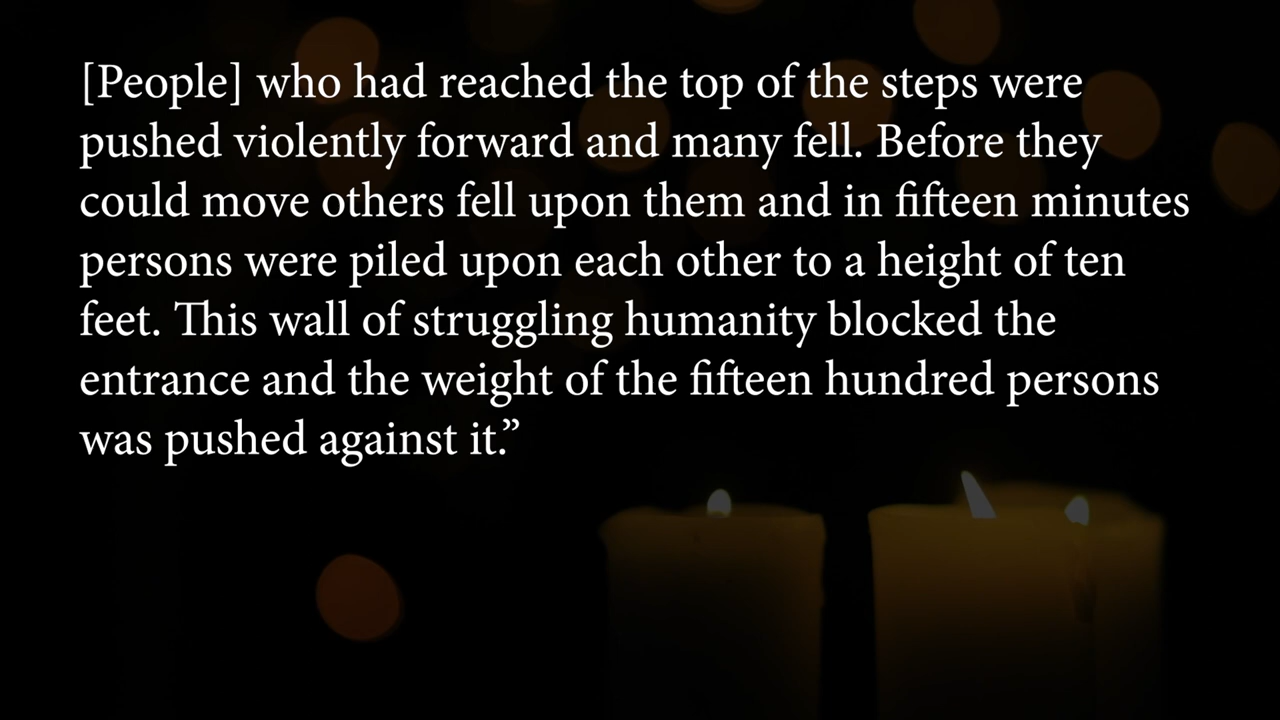 [People] who had reached the top of the steps were
pushed violently forward and many fell. Before they
could move others fell upon them and in fifteen minutes
persons were piled upon each other to a height of ten
feet. This wall of struggling humanity blocked the
entrance and the weight of the fifteen hundred persons
was pushed against it.”